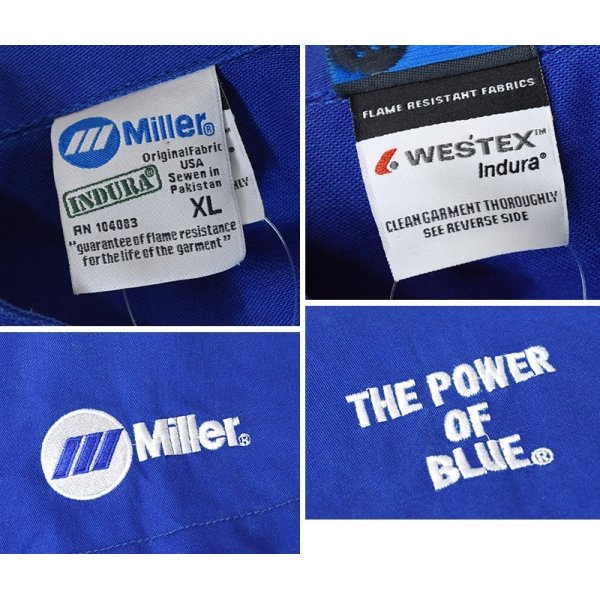 Miller®
OriginalFabric
USA
Sewen in
Pakistan
INDURA®
XL
RN 104083
"guarantee of flame resistance
for the life of the garment"
FLAME RESISTANT FABRICS
WESTEX™
Indura®
CLEAN GARMENT THOROUGHLY
SEE REVERSE SIDE
Miller®
THE POWER
OF
BLUE®